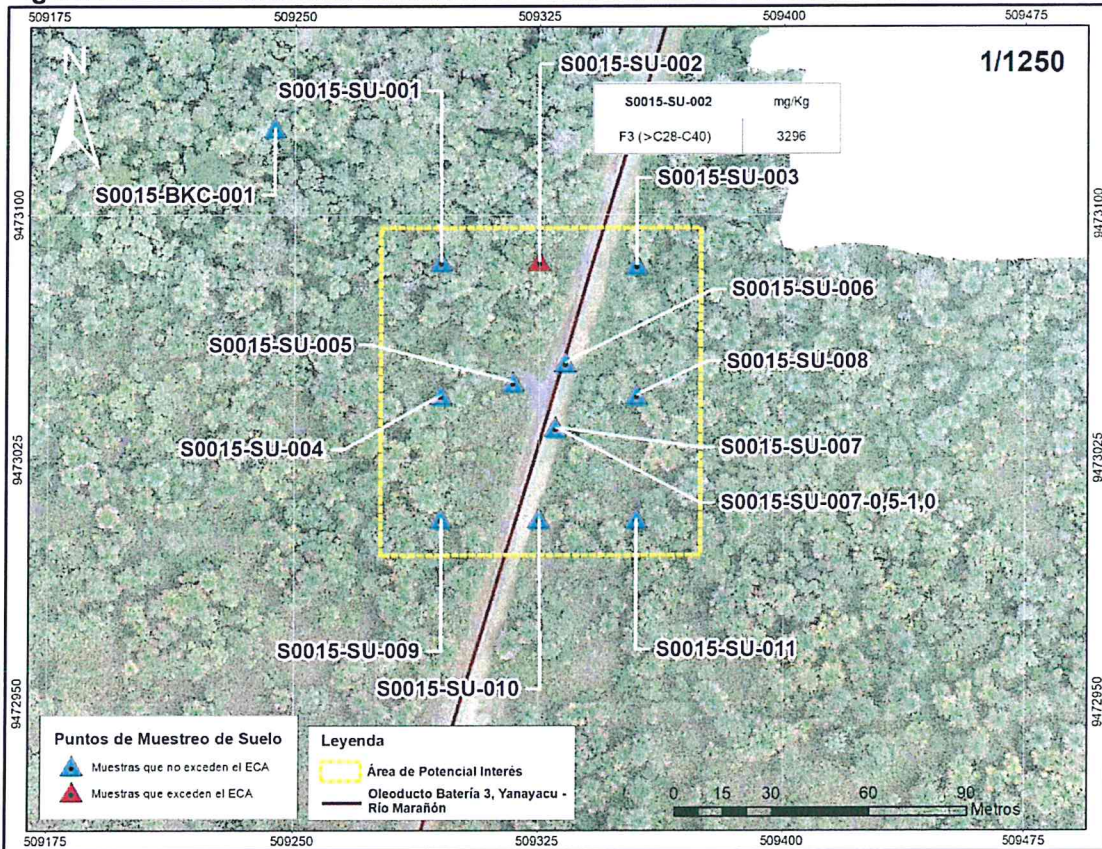 509175 509250 509325 509400 509475
N
1/1250
S0015-SU-001
S0015-SU-002
S0015-SU-002 mg/Kg
F3 (>C28-C40) 3296
S0015-BKC-001
S0015-SU-003
9473100 9473100
S0015-SU-006
S0015-SU-005
S0015-SU-008
S0015-SU-004
S0015-SU-007
9473025 9473025
S0015-SU-007-0,5-1,0
S0015-SU-009
S0015-SU-011
S0015-SU-010
9472950 9472950
Puntos de Muestreo de Suelo
Muestras que no exceden el ECA
Muestras que exceden el ECA
Leyenda
Área de Potencial Interés
Oleoducto Batería 3, Yanayacu -
Río Marañón
0 15 30 60 90
Metros
509175 509250 509325 509400 509475